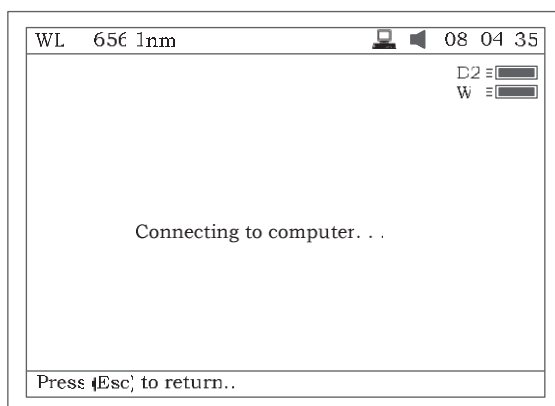 WL 656 1nm 08 04 35
D2
W
Connecting to computer. . .
Press (Esc) to return..